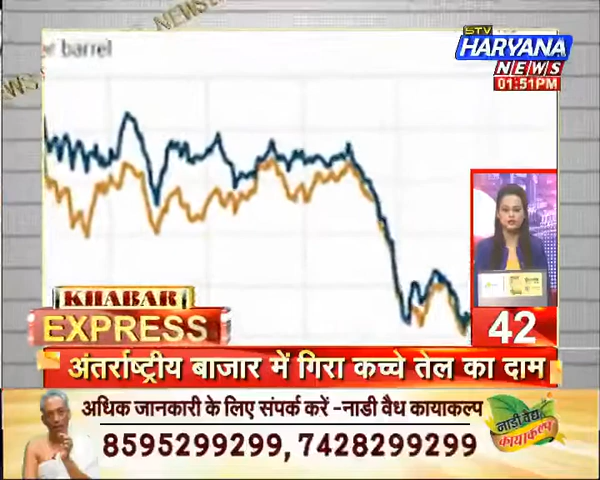 barrel
STV
HARYANA
NEWS
01:51PM
KHABAR
EXPRESS
42
अंतर्राष्ट्रीय बाजार में गिरा कच्चे तेल का दाम
अधिक जानकारी के लिए संपर्क करें -नाडी वैध कायाकल्प
8595299299, 7428299299
नाडी वैध
कायाकल्प